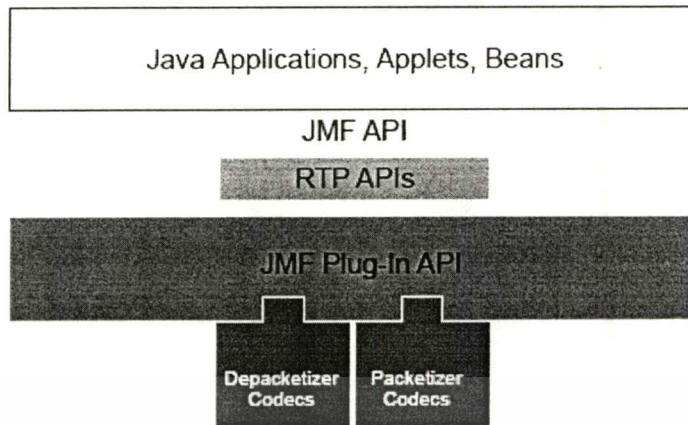 Java Applications, Applets, Beans
JMF API
RTP APIs
JMF Plug-In API
Depacketizer
Codecs
Packetizer
Codecs